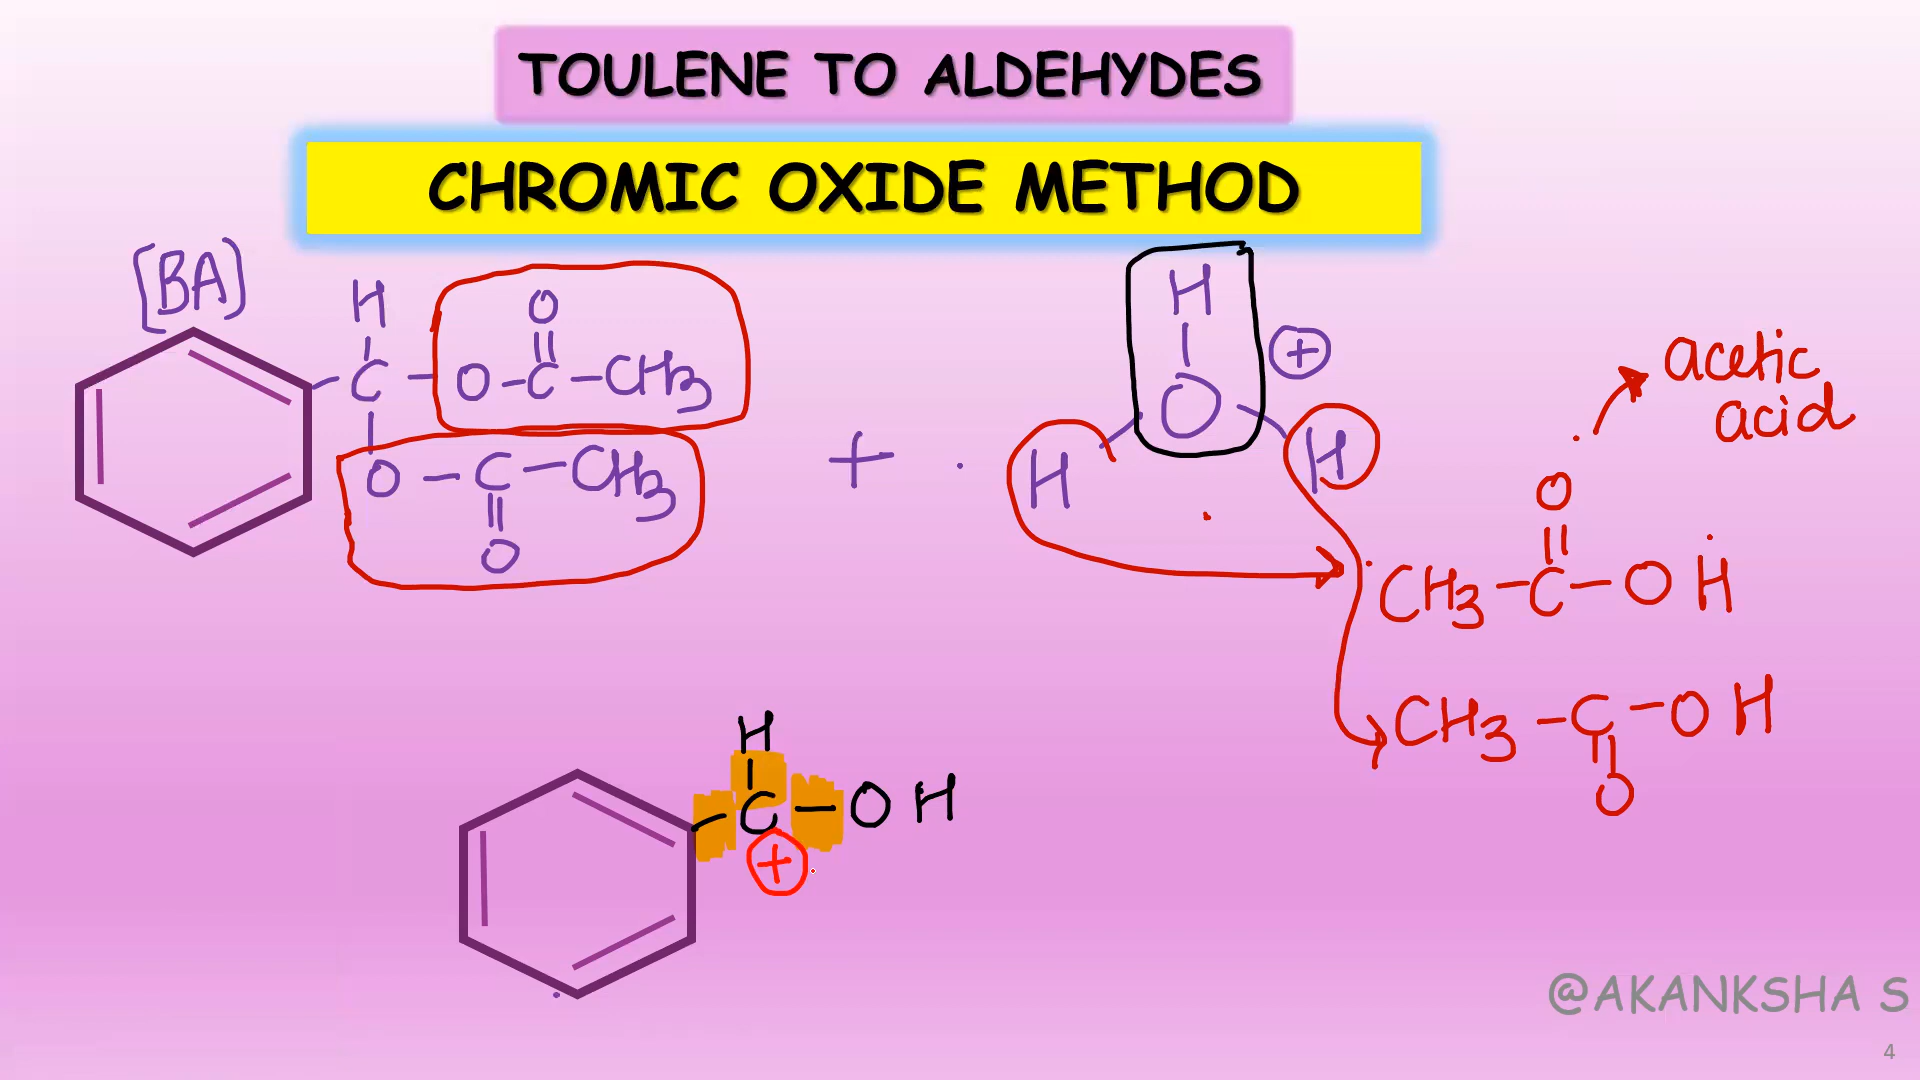 TOULENE TO ALDEHYDES
CHROMIC OXIDE METHOD
[BA]
H
O
C - O - C - CH3
O - C - CH3
O
+
H
O
+
H
H
acetic
acid
O
CH3 - C - OH
CH3 - C - OH
O
H
C - OH
+
@AKANKSHA S
4